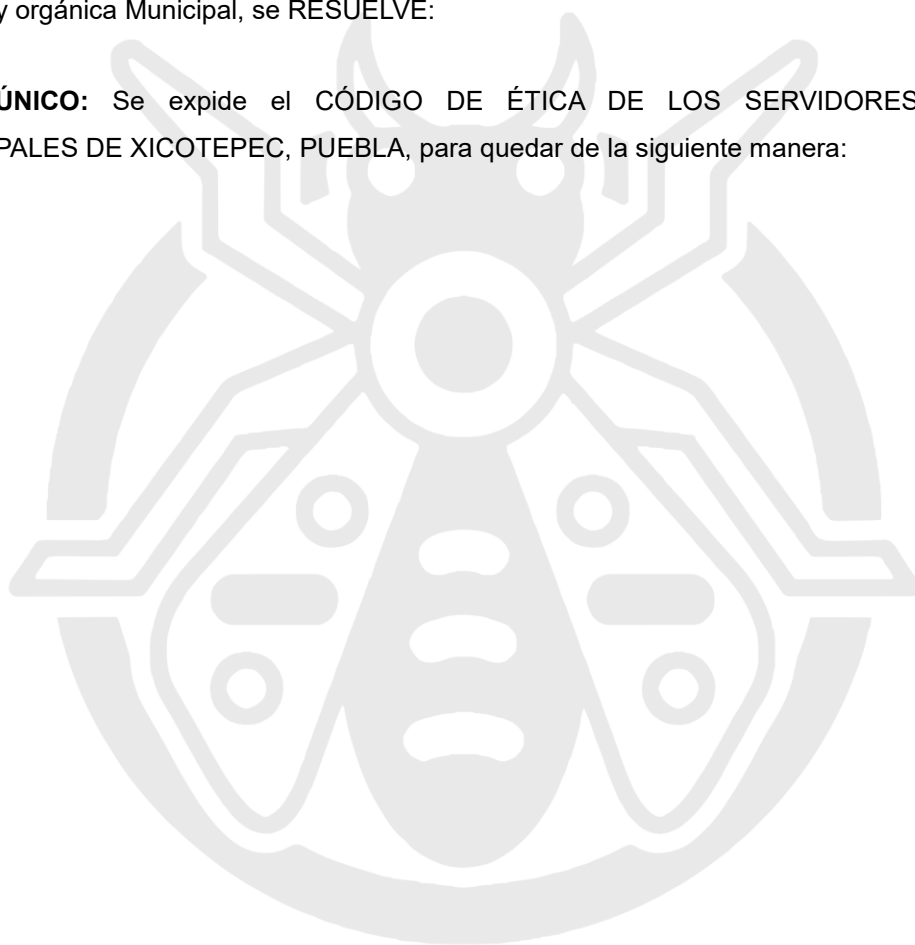 y orgánica Municipal, se RESUELVE:
ÚNICO: Se expide el CÓDIGO DE ÉTICA DE LOS SERVIDORES
PALES DE XICOTEPEC, PUEBLA, para quedar de la siguiente manera: